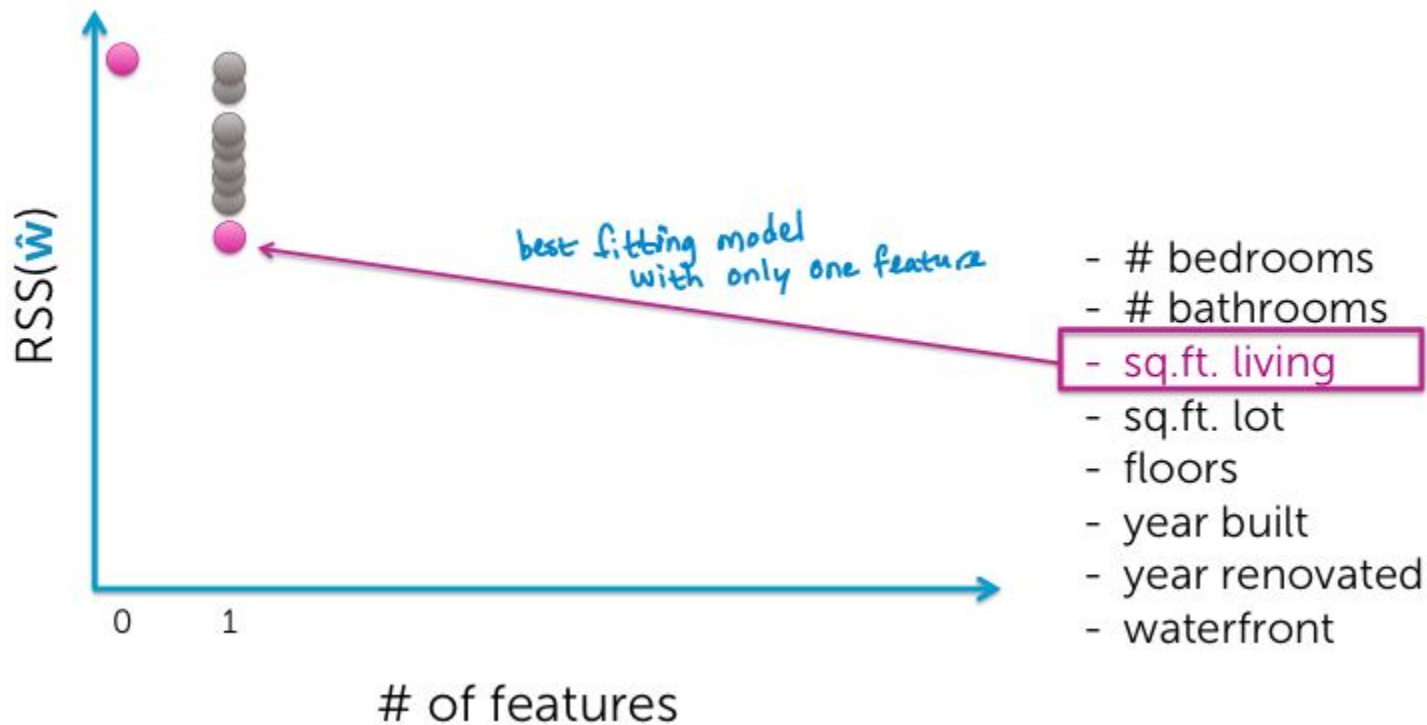 RSS(ŵ)
best fitting model
with only one feature
- # bedrooms
- # bathrooms
- sq.ft. living
- sq.ft. lot
- floors
- year built
- year renovated
- waterfront
0 1
# of features